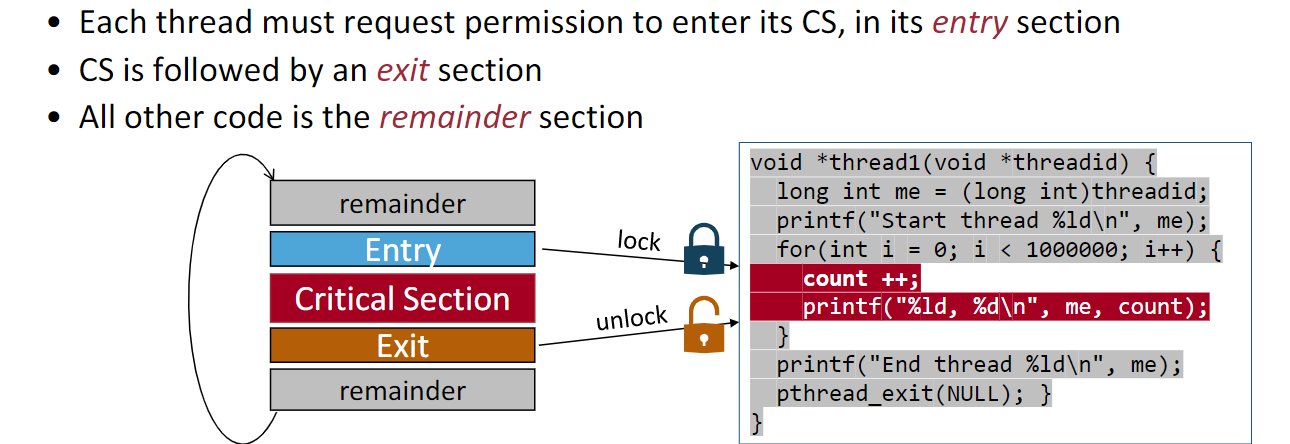 • Each thread must request permission to enter its CS, in its entry section
• CS is followed by an exit section
• All other code is the remainder section
remainder
Entry
Critical Section
Exit
remainder
lock
unlock
void *thread1(void *threadid) {
  long int me = (long int)threadid;
  printf("Start thread %ld\n", me);
  for(int i = 0; i < 1000000; i++) {
    count ++;
    printf("%ld, %d\n", me, count);
  }
  printf("End thread %ld\n", me);
  pthread_exit(NULL); }
}